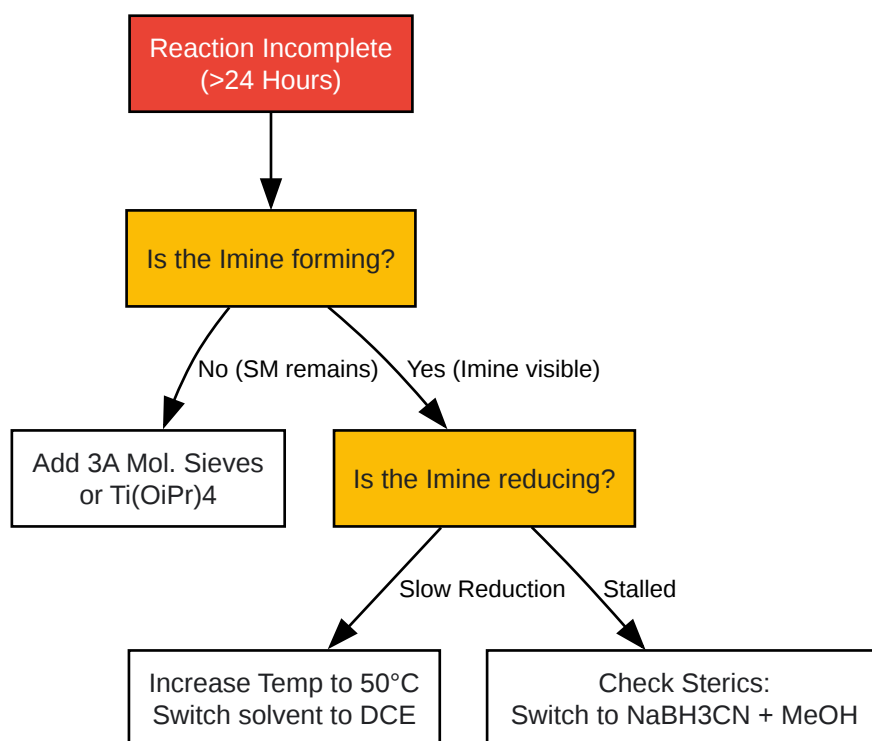 Reaction Incomplete
(>24 Hours)
Is the Imine forming?
No (SM remains)
Yes (Imine visible)
Add 3A Mol. Sieves
or Ti(OiPr)4
Is the Imine reducing?
Slow Reduction
Stalled
Increase Temp to 50°C
Switch solvent to DCE
Check Sterics:
Switch to NaBH3CN + MeOH